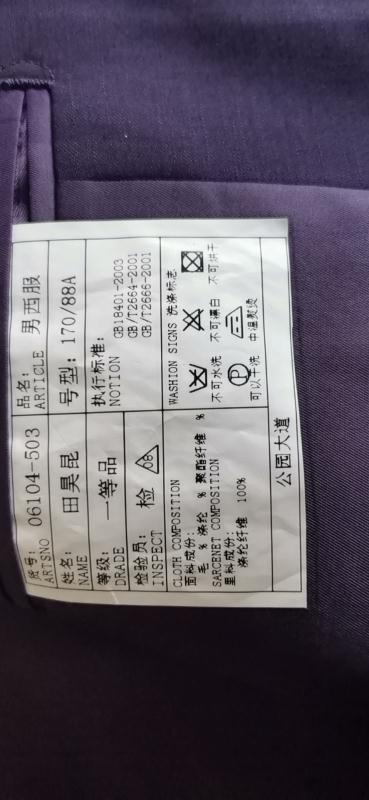 货号: 06104-503
ARTSNO
品名: 男西服
ARTICLE
姓名: 田昊昆
NAME
号型: 170/88A
等级: 一等品
DRADE
执行标准:
NOTION
GB18401-2003
GB/T2664-2001
GB/T2666-2001
检验员: 检 08
INSPECT
CLOTH COMPOSITION
面料成份:
毛 % 涤纶 % 聚酯纤维 %
SARCENET COMPOSITION
里料成份:
涤纶纤维 100%
WASHION SIGNS 洗涤标志
不可水洗 不可漂白 不可烘干
P
可以干洗 中温熨烫
公园大道